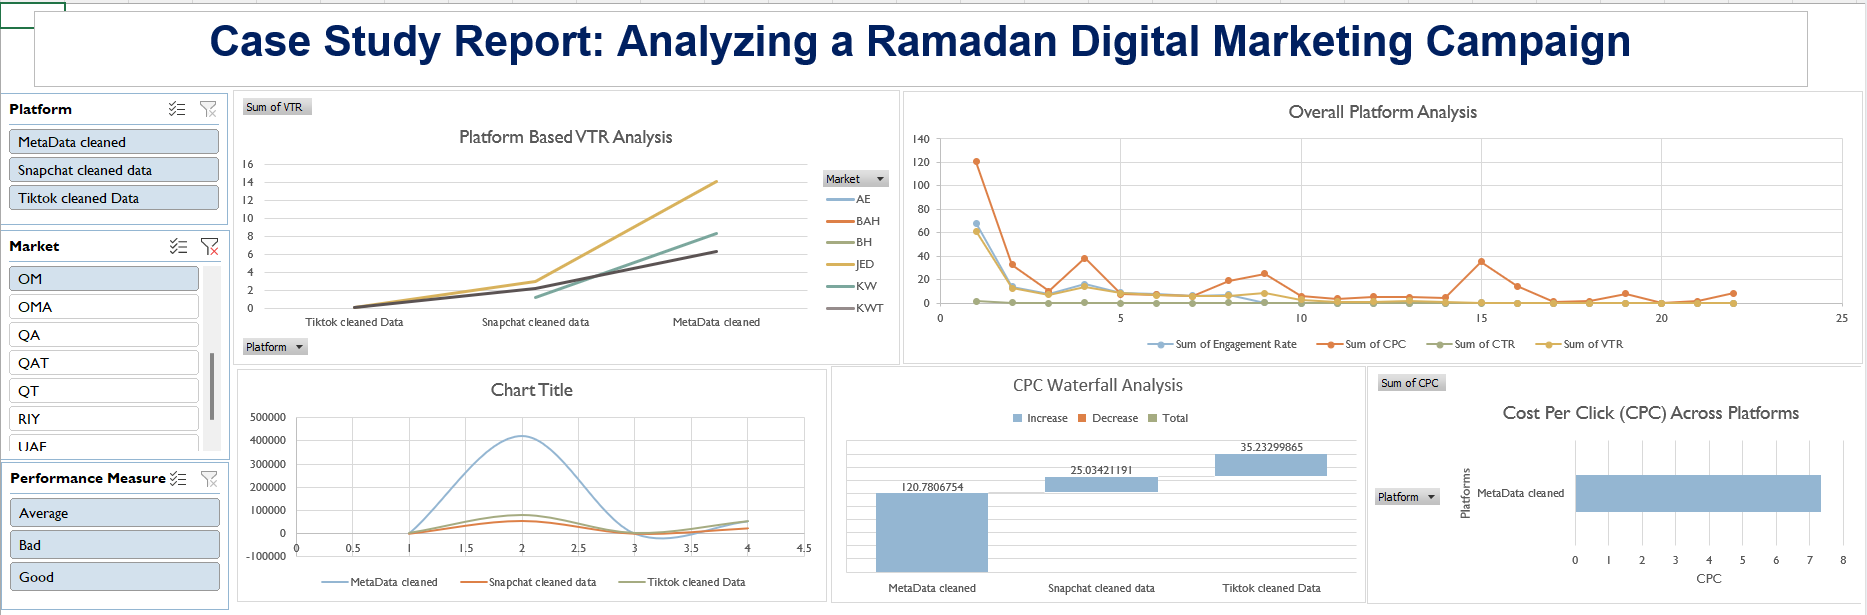 Case Study Report: Analyzing a Ramadan Digital Marketing Campaign
Platform
MetaData cleaned
Snapchat cleaned data
Tiktok cleaned Data
Market
OM
OMA
QA
QAT
QT
RIY
UAE
Performance Measure
Average
Bad
Good
Sum of VTR
Platform Based VTR Analysis
16
14
12
10
8
6
4
2
0
Tiktok cleaned Data Snapchat cleaned data MetaData cleaned
Market
AE
BAH
BH
JED
KW
KWT
Platform
Overall Platform Analysis
140
120
100
80
60
40
20
0
0 5 10 15 20 25
Sum of Engagement Rate Sum of CPC Sum of CTR Sum of VTR
Chart Title
500000
400000
300000
200000
100000
0
-100000
0 0.5 1 1.5 2 2.5 3 3.5 4 4.5
MetaData cleaned Snapchat cleaned data Tiktok cleaned Data
CPC Waterfall Analysis
Increase Decrease Total
120.7806754
25.03421191
35.23299865
MetaData cleaned Snapchat cleaned data Tiktok cleaned Data
Sum of CPC
Cost Per Click (CPC) Across Platforms
Platform
Platforms
MetaData cleaned
0 1 2 3 4 5 6 7 8
CPC